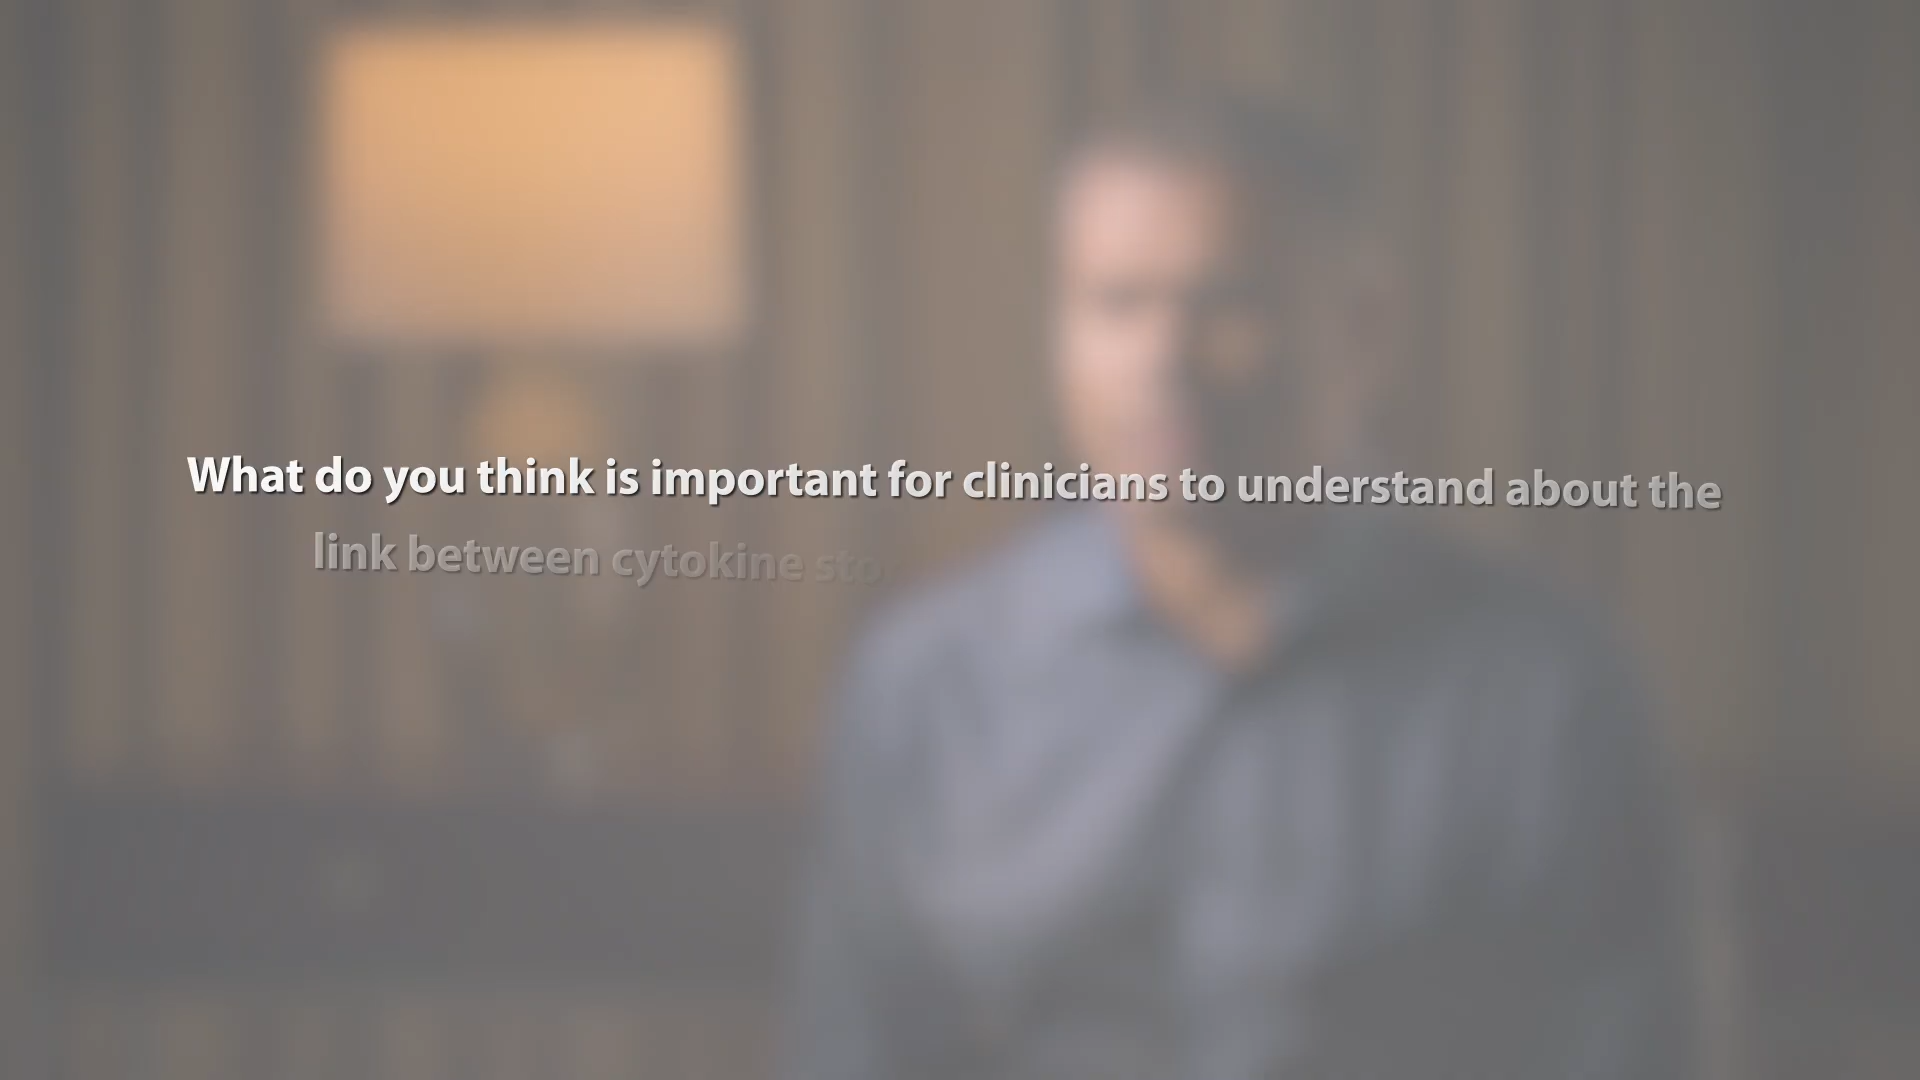 What do you think is important for clinicians to understand about the
link between cytokine